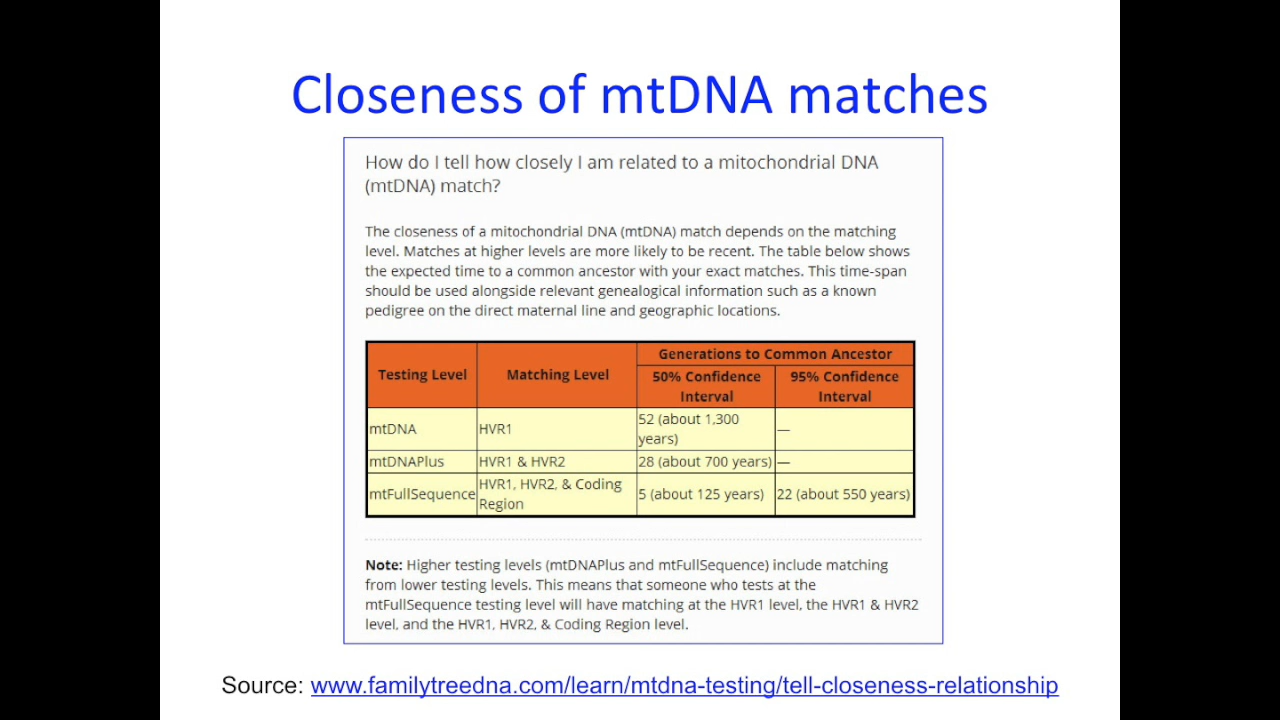 Closeness of mtDNA matches
How do I tell how closely I am related to a mitochondrial DNA
(mtDNA) match?
The closeness of a mitochondrial DNA (mtDNA) match depends on the matching
level. Matches at higher levels are more likely to be recent. The table below shows
the expected time to a common ancestor with your exact matches. This time-span
should be used alongside relevant genealogical information such as a known
pedigree on the direct maternal line and geographic locations.
Testing Level Matching Level Generations to Common Ancestor
50% Confidence Interval 95% Confidence Interval
mtDNA HVR1 52 (about 1,300 years) —
mtDNAPlus HVR1 & HVR2 28 (about 700 years) —
mtFullSequence HVR1, HVR2, & Coding Region 5 (about 125 years) 22 (about 550 years)
Note: Higher testing levels (mtDNAPlus and mtFullSequence) include matching
from lower testing levels. This means that someone who tests at the
mtFullSequence testing level will have matching at the HVR1 level, the HVR1 & HVR2
level, and the HVR1, HVR2, & Coding Region level.
Source: www.familytreedna.com/learn/mtdna-testing/tell-closeness-relationship